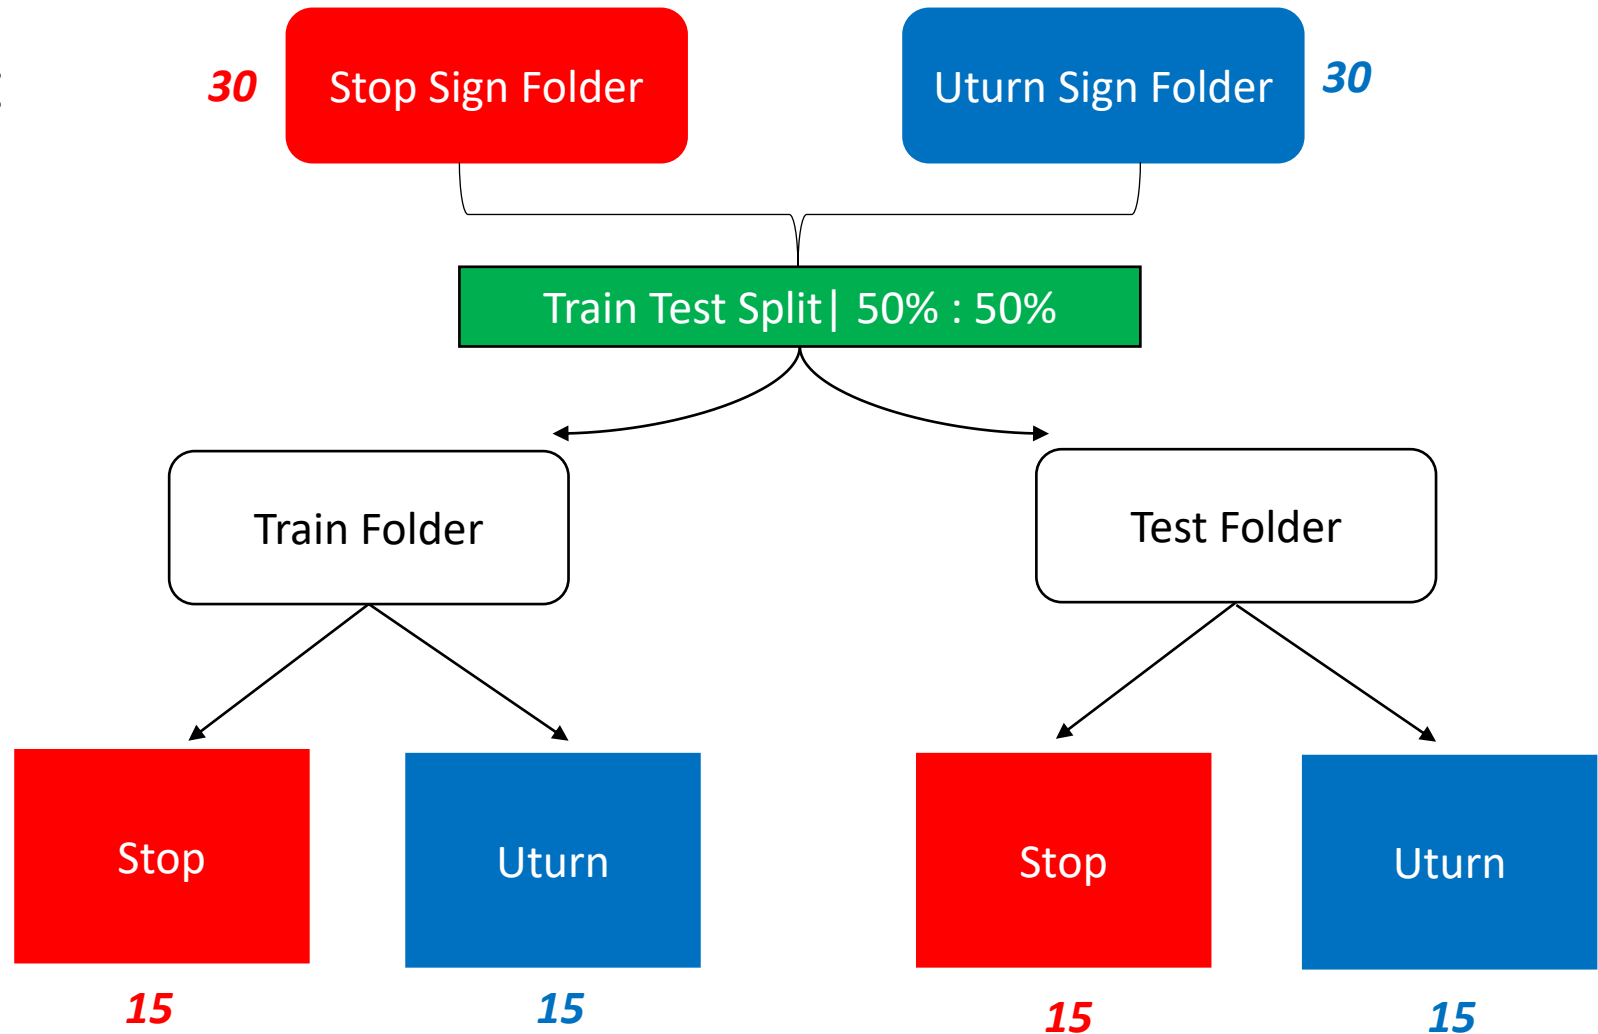 :
30
Stop Sign Folder
Uturn Sign Folder
30
Train Test Split| 50% : 50%
Train Folder
Test Folder
Stop
Uturn
Stop
Uturn
15
15
15
15